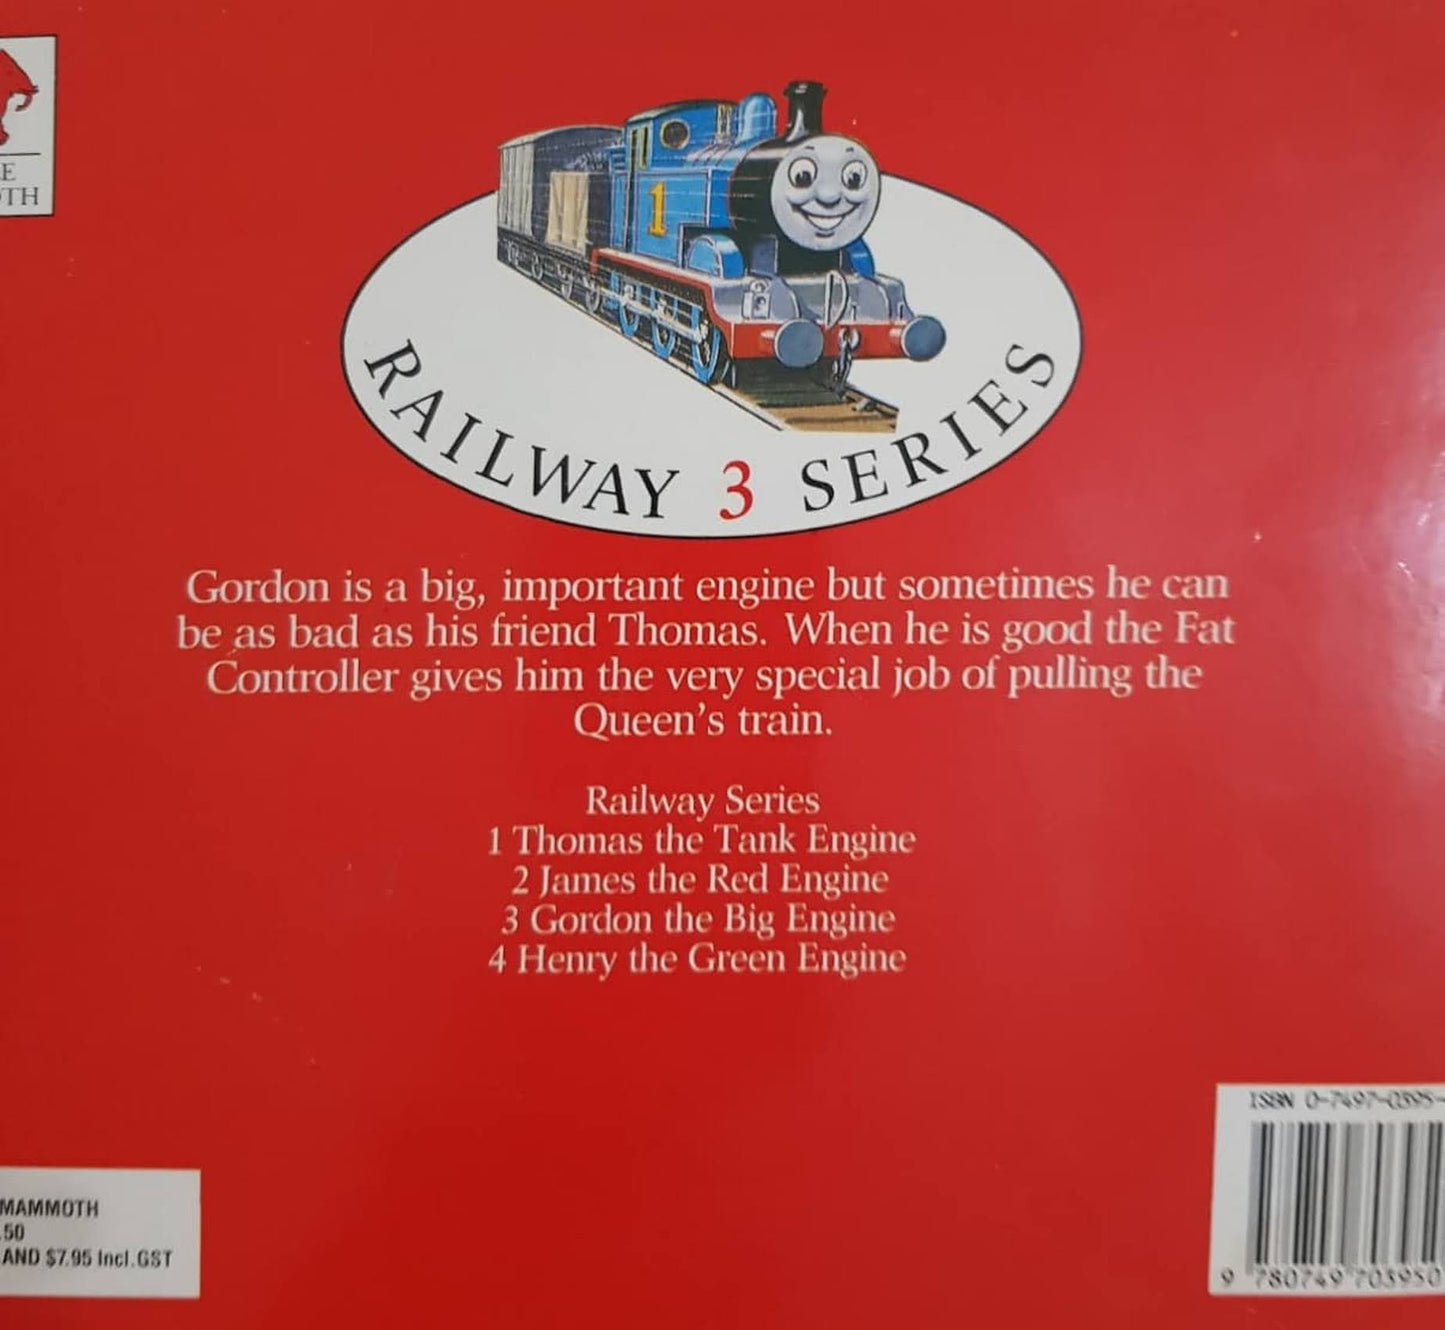 1
RAILWAY 3 SERIES
Gordon is a big, important engine but sometimes he can
be as bad as his friend Thomas. When he is good the Fat
Controller gives him the very special job of pulling the
Queen's train.
Railway Series
1 Thomas the Tank Engine
2 James the Red Engine
3 Gordon the Big Engine
4 Henry the Green Engine
ISBN 0-7497-0395-
9 780749 703950
MAMMOTH
.50
AND $7.95 Incl.GST